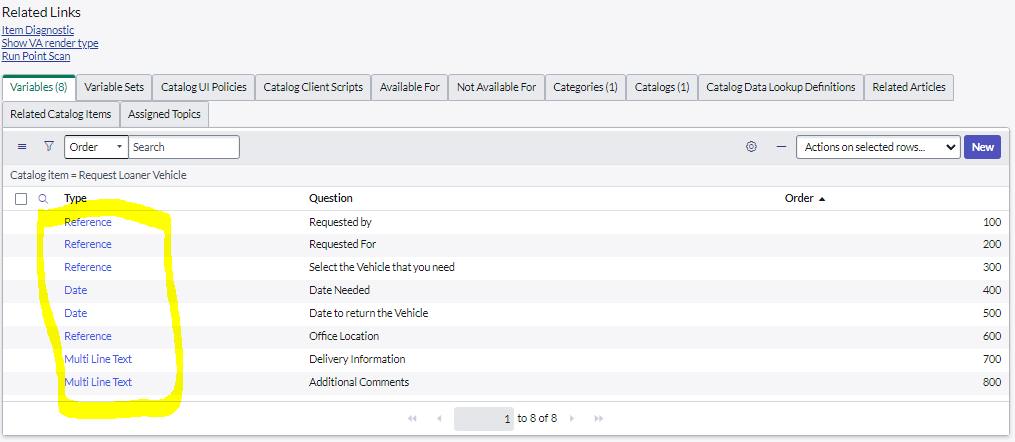 Related Links
Item Diagnostic
Show VA render type
Run Point Scan
Variables (8) Variable Sets Catalog UI Policies Catalog Client Scripts Available For Not Available For Categories (1) Catalogs (1) Catalog Data Lookup Definitions Related Articles
Related Catalog Items Assigned Topics
Order Search Actions on selected rows... New
Catalog item = Request Loaner Vehicle
Type Question Order
Reference Requested by 100
Reference Requested For 200
Reference Select the Vehicle that you need 300
Date Date Needed 400
Date Date to return the Vehicle 500
Reference Office Location 600
Multi Line Text Delivery Information 700
Multi Line Text Additional Comments 800
1 to 8 of 8